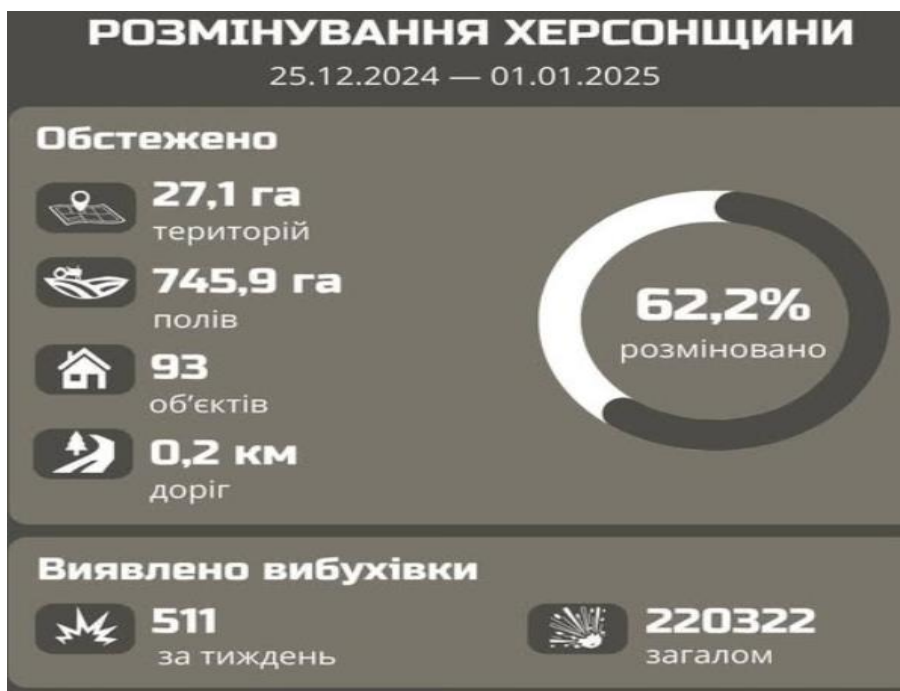 РОЗМІНУВАННЯ ХЕРСОНЩИНИ
25.12.2024 — 01.01.2025
Обстежено
27,1 га
територій
745,9 га
полів
93
об'єктів
0,2 км
доріг
62,2%
розміновано
Виявлено вибухівки
511
за тиждень
220322
загалом